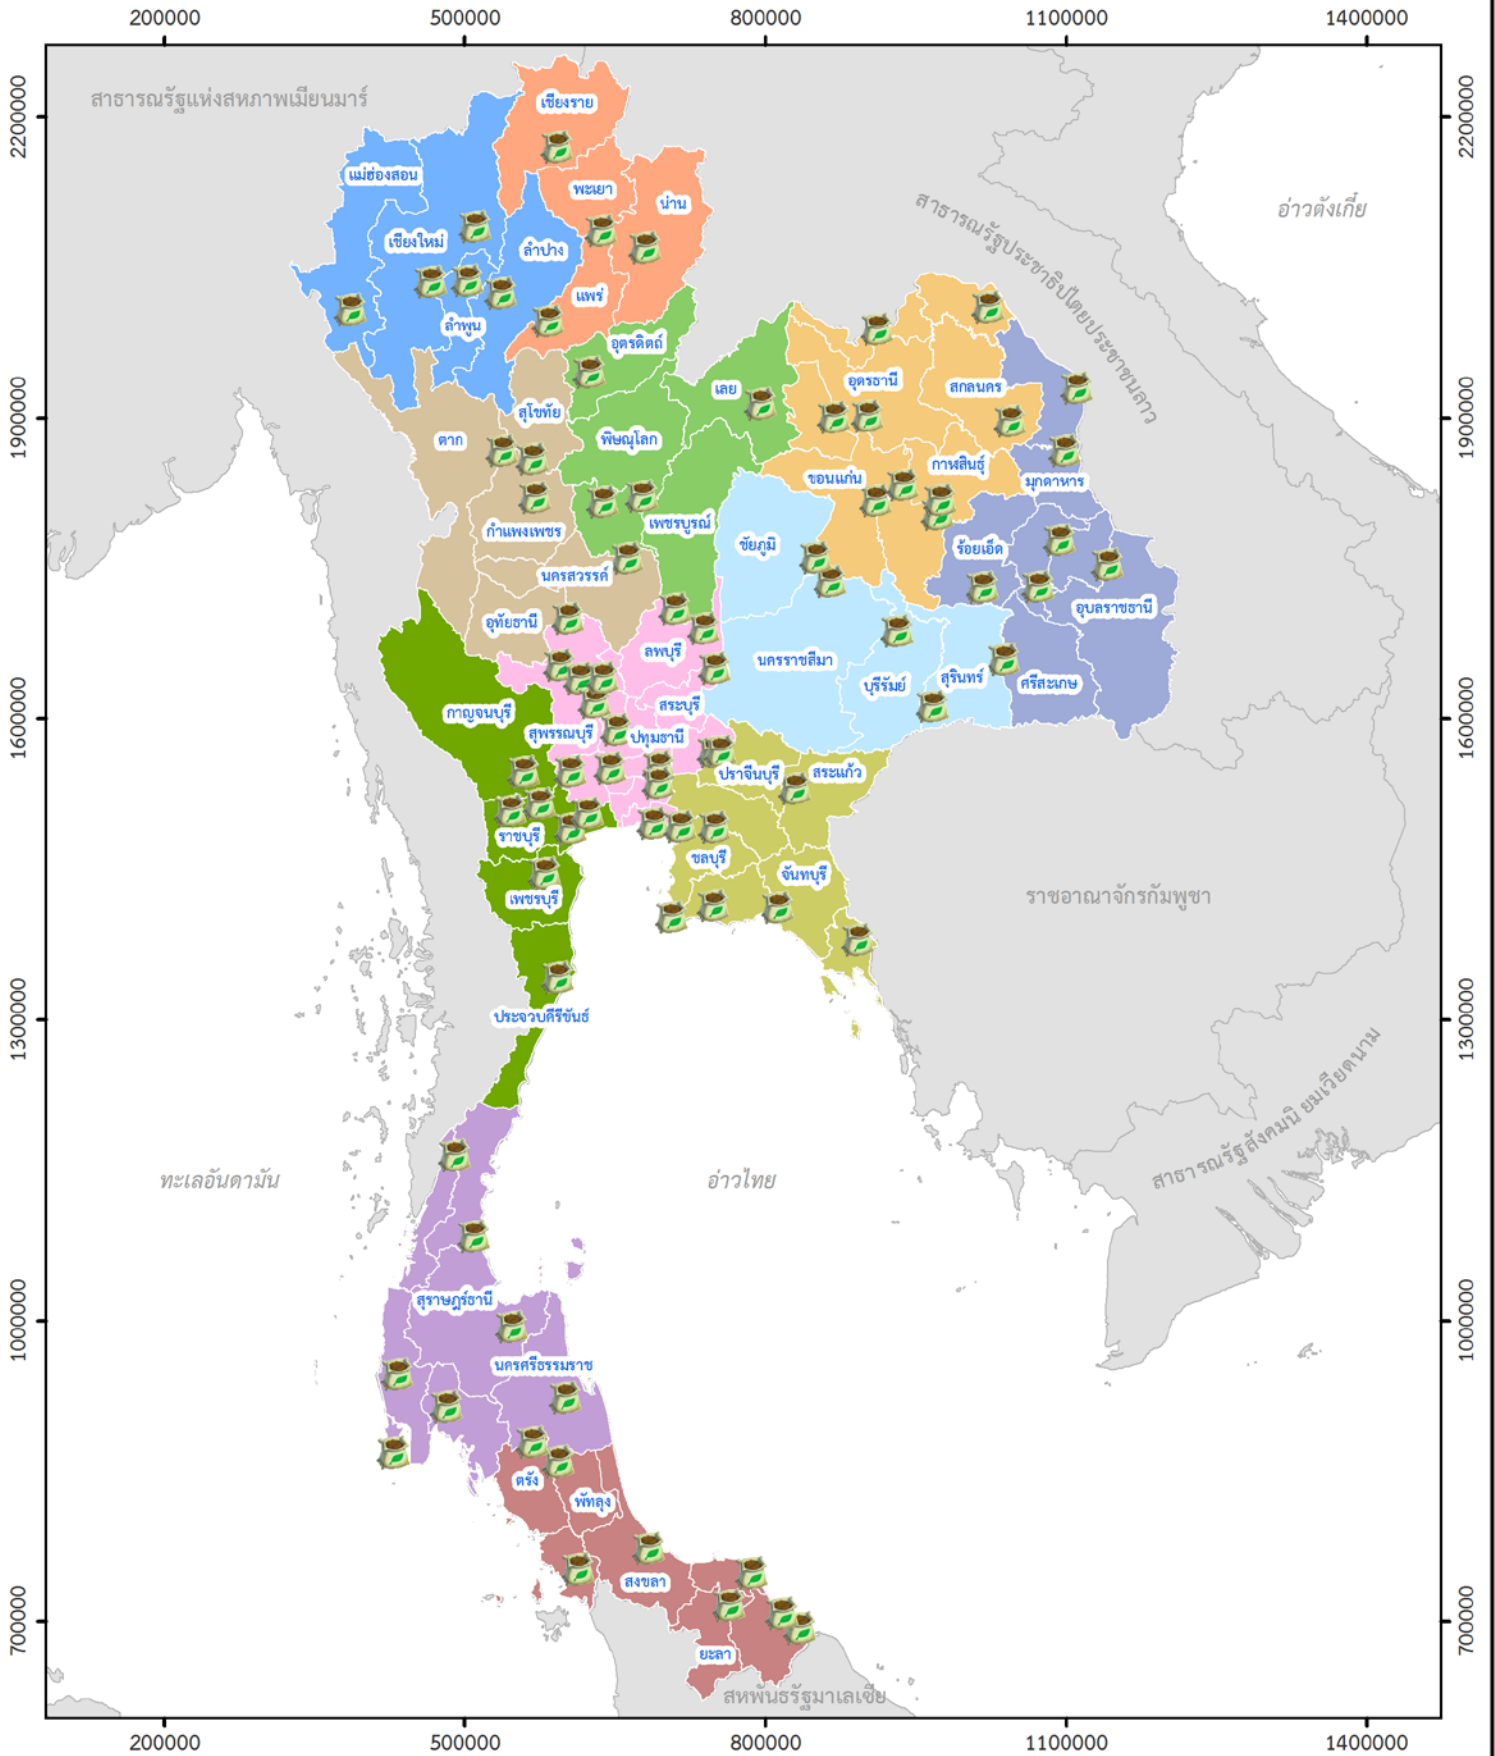 200000 500000 800000 1100000 1400000
2200000
1900000
1600000
1300000
1000000
700000
2200000
1900000
1600000
1300000
1000000
700000
สาธารณรัฐแห่งสหภาพเมียนมาร์
เชียงราย
แม่ฮ่องสอน
พะเยา
น่าน
สาธารณรัฐประชาธิปไตยประชาชนลาว
อ่าวตังเกี๋ย
เชียงใหม่
ลำปาง
แพร่
ลำพูน
อุตรดิตถ์
เลย
อุดรธานี
สกลนคร
สุโขทัย
ตาก
พิษณุโลก
กาฬสินธุ์
ขอนแก่น
มุกดาหาร
เพชรบูรณ์
กำแพงเพชร
ชัยภูมิ
ร้อยเอ็ด
นครสวรรค์
อุบลราชธานี
อุทัยธานี
ลพบุรี
นครราชสีมา
สุรินทร์
บุรีรัมย์
ศรีสะเกษ
สระบุรี
กาญจนบุรี
สุพรรณบุรี
ปทุมธานี
ปราจีนบุรี
สระแก้ว
ราชบุรี
ชลบุรี
จันทบุรี
เพชรบุรี
ราชอาณาจักรกัมพูชา
ประจวบคีรีขันธ์
สาธารณรัฐสังคมนิยมเวียดนาม
ทะเลอันดามัน
อ่าวไทย
สุราษฎร์ธานี
นครศรีธรรมราช
ตรัง
พัทลุง
สงขลา
ยะลา
สหพันธรัฐมาเลเซีย
200000 500000 800000 1100000 1400000